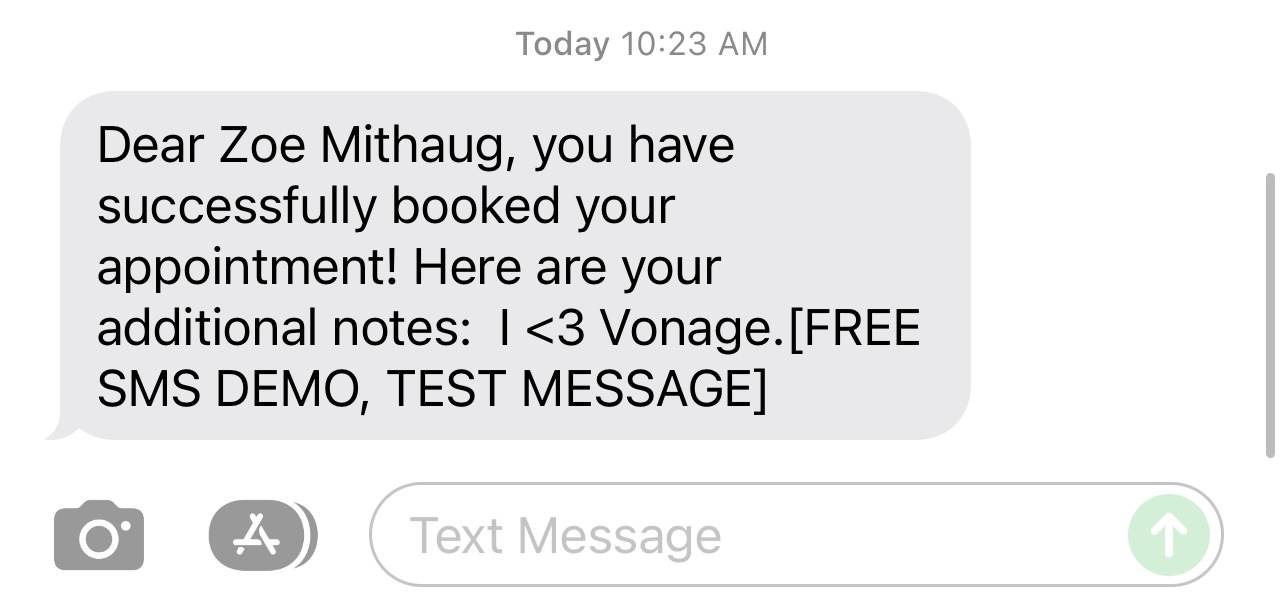 Today 10:23 AM
Dear Zoe Mithaug, you have
successfully booked your
appointment! Here are your
additional notes:  I <3 Vonage.[FREE
SMS DEMO, TEST MESSAGE]
Text Message